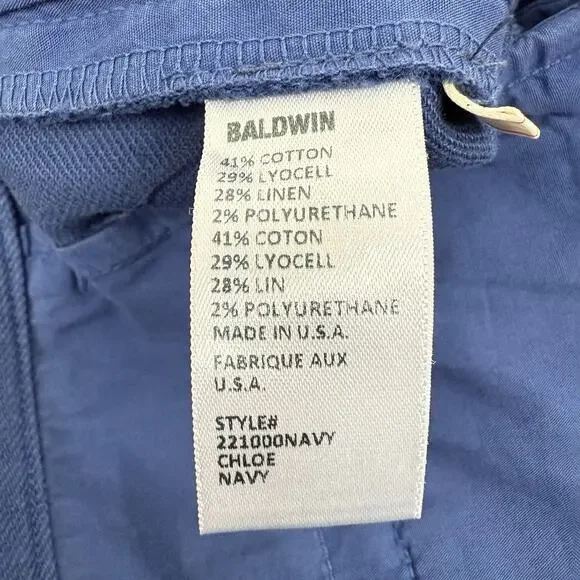 BALDWIN
41% COTTON
29% LYOCELL
28% LINEN
2% POLYURETHANE
41% COTON
29% LYOCELL
28% LIN
2% POLYURETHANE
MADE IN U.S.A.
FABRIQUE AUX
U.S.A.
STYLE#
221000NAVY
CHLOE
NAVY